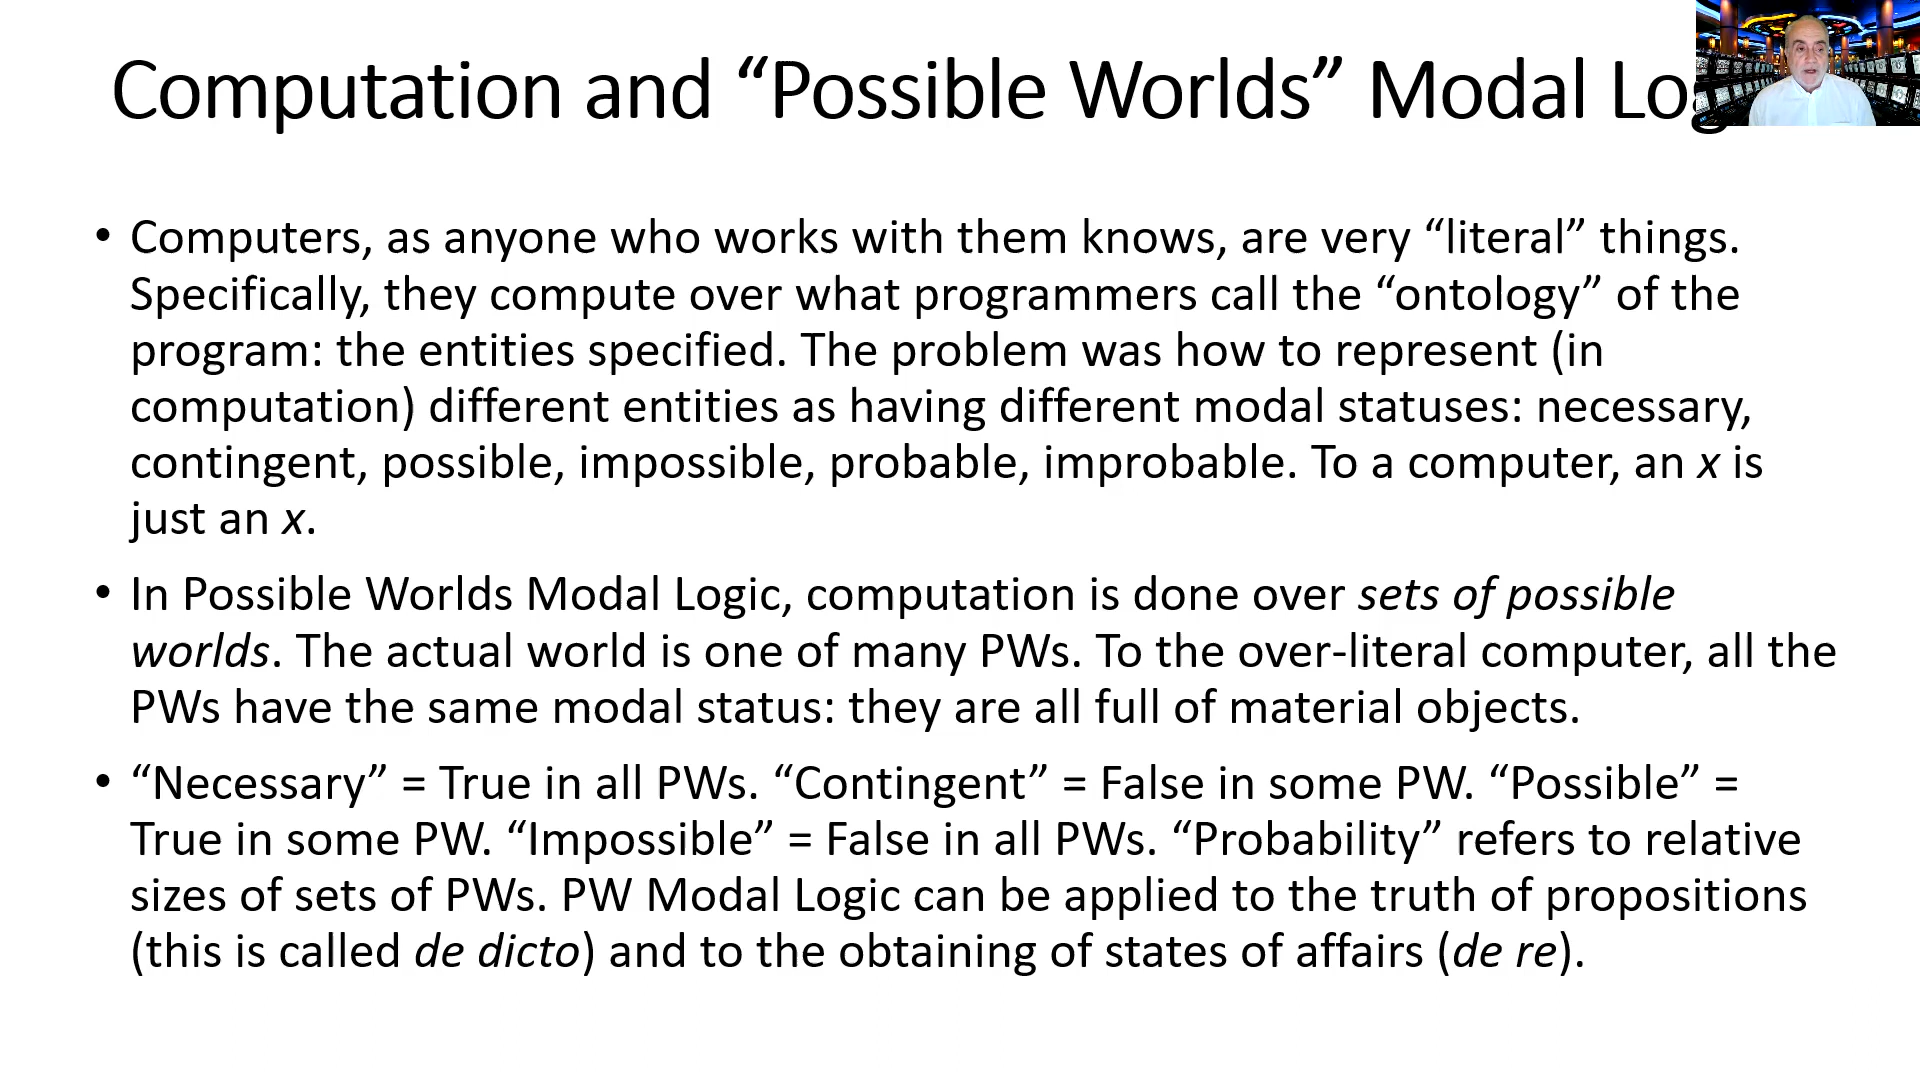 Computation and “Possible Worlds” Modal Log
• Computers, as anyone who works with them knows, are very “literal” things.
Specifically, they compute over what programmers call the “ontology” of the
program: the entities specified. The problem was how to represent (in
computation) different entities as having different modal statuses: necessary,
contingent, possible, impossible, probable, improbable. To a computer, an x is
just an x.
• In Possible Worlds Modal Logic, computation is done over sets of possible
worlds. The actual world is one of many PWs. To the over-literal computer, all the
PWs have the same modal status: they are all full of material objects.
• “Necessary” = True in all PWs. “Contingent” = False in some PW. “Possible” =
True in some PW. “Impossible” = False in all PWs. “Probability” refers to relative
sizes of sets of PWs. PW Modal Logic can be applied to the truth of propositions
(this is called de dicto) and to the obtaining of states of affairs (de re).